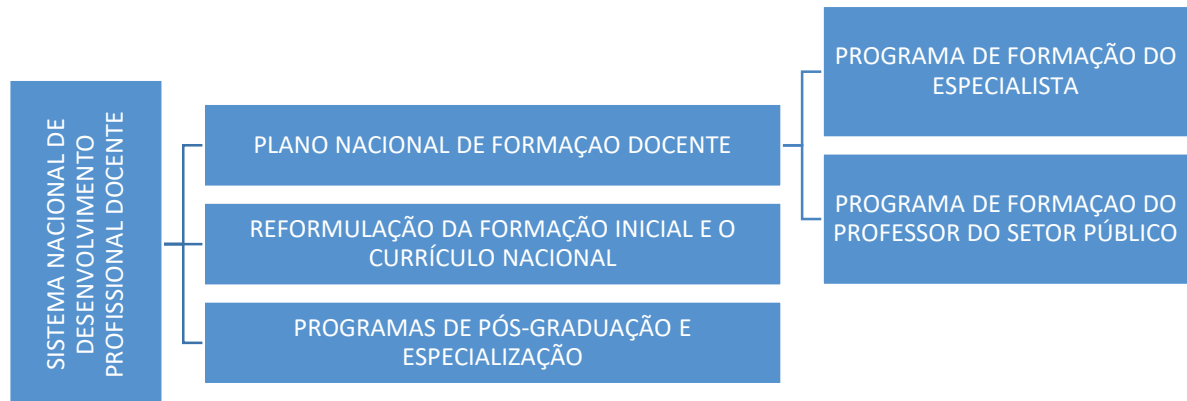 SISTEMA NACIONAL DE
DESENVOLVIMENTO
PROFISSIONAL DOCENTE
PLANO NACIONAL DE FORMAÇAO DOCENTE
PROGRAMA DE FORMAÇÃO DO
ESPECIALISTA
PROGRAMA DE FORMAÇAO DO
PROFESSOR DO SETOR PÚBLICO
REFORMULAÇÃO DA FORMAÇÃO INICIAL E O
CURRÍCULO NACIONAL
PROGRAMAS DE PÓS-GRADUAÇÃO E
ESPECIALIZAÇÃO